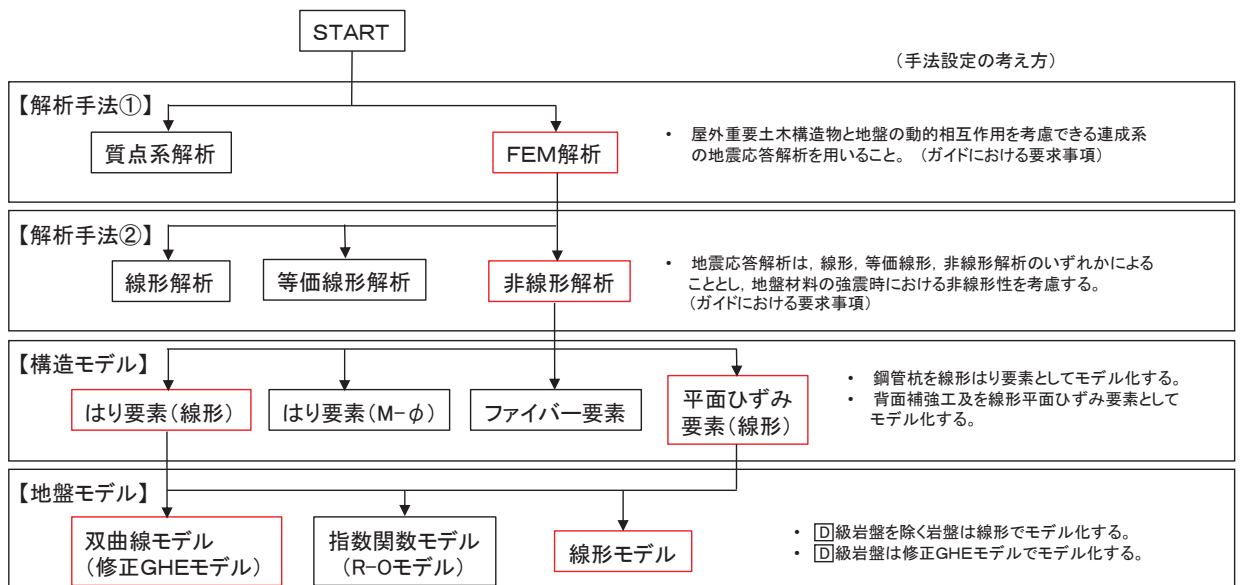 START
(手法設定の考え方)
【解析手法①】
質点系解析
FEM解析
・ 屋外重要土木構造物と地盤の動的相互作用を考慮できる連成系
の地震応答解析を用いること。 (ガイドにおける要求事項)
【解析手法②】
線形解析
等価線形解析
非線形解析
・ 地震応答解析は，線形，等価線形，非線形解析のいずれかによる
こととし，地盤材料の強震時における非線形性を考慮する。
(ガイドにおける要求事項)
【構造モデル】
はり要素(線形)
はり要素(M-φ)
ファイバー要素
平面ひずみ
要素(線形)
・ 鋼管杭を線形はり要素としてモデル化する。
・ 背面補強工及を線形平面ひずみ要素として
モデル化する。
【地盤モデル】
双曲線モデル
(修正GHEモデル)
指数関数モデル
(R-Oモデル)
線形モデル
・ D級岩盤を除く岩盤は線形でモデル化する。
・ D級岩盤は修正GHEモデルでモデル化する。